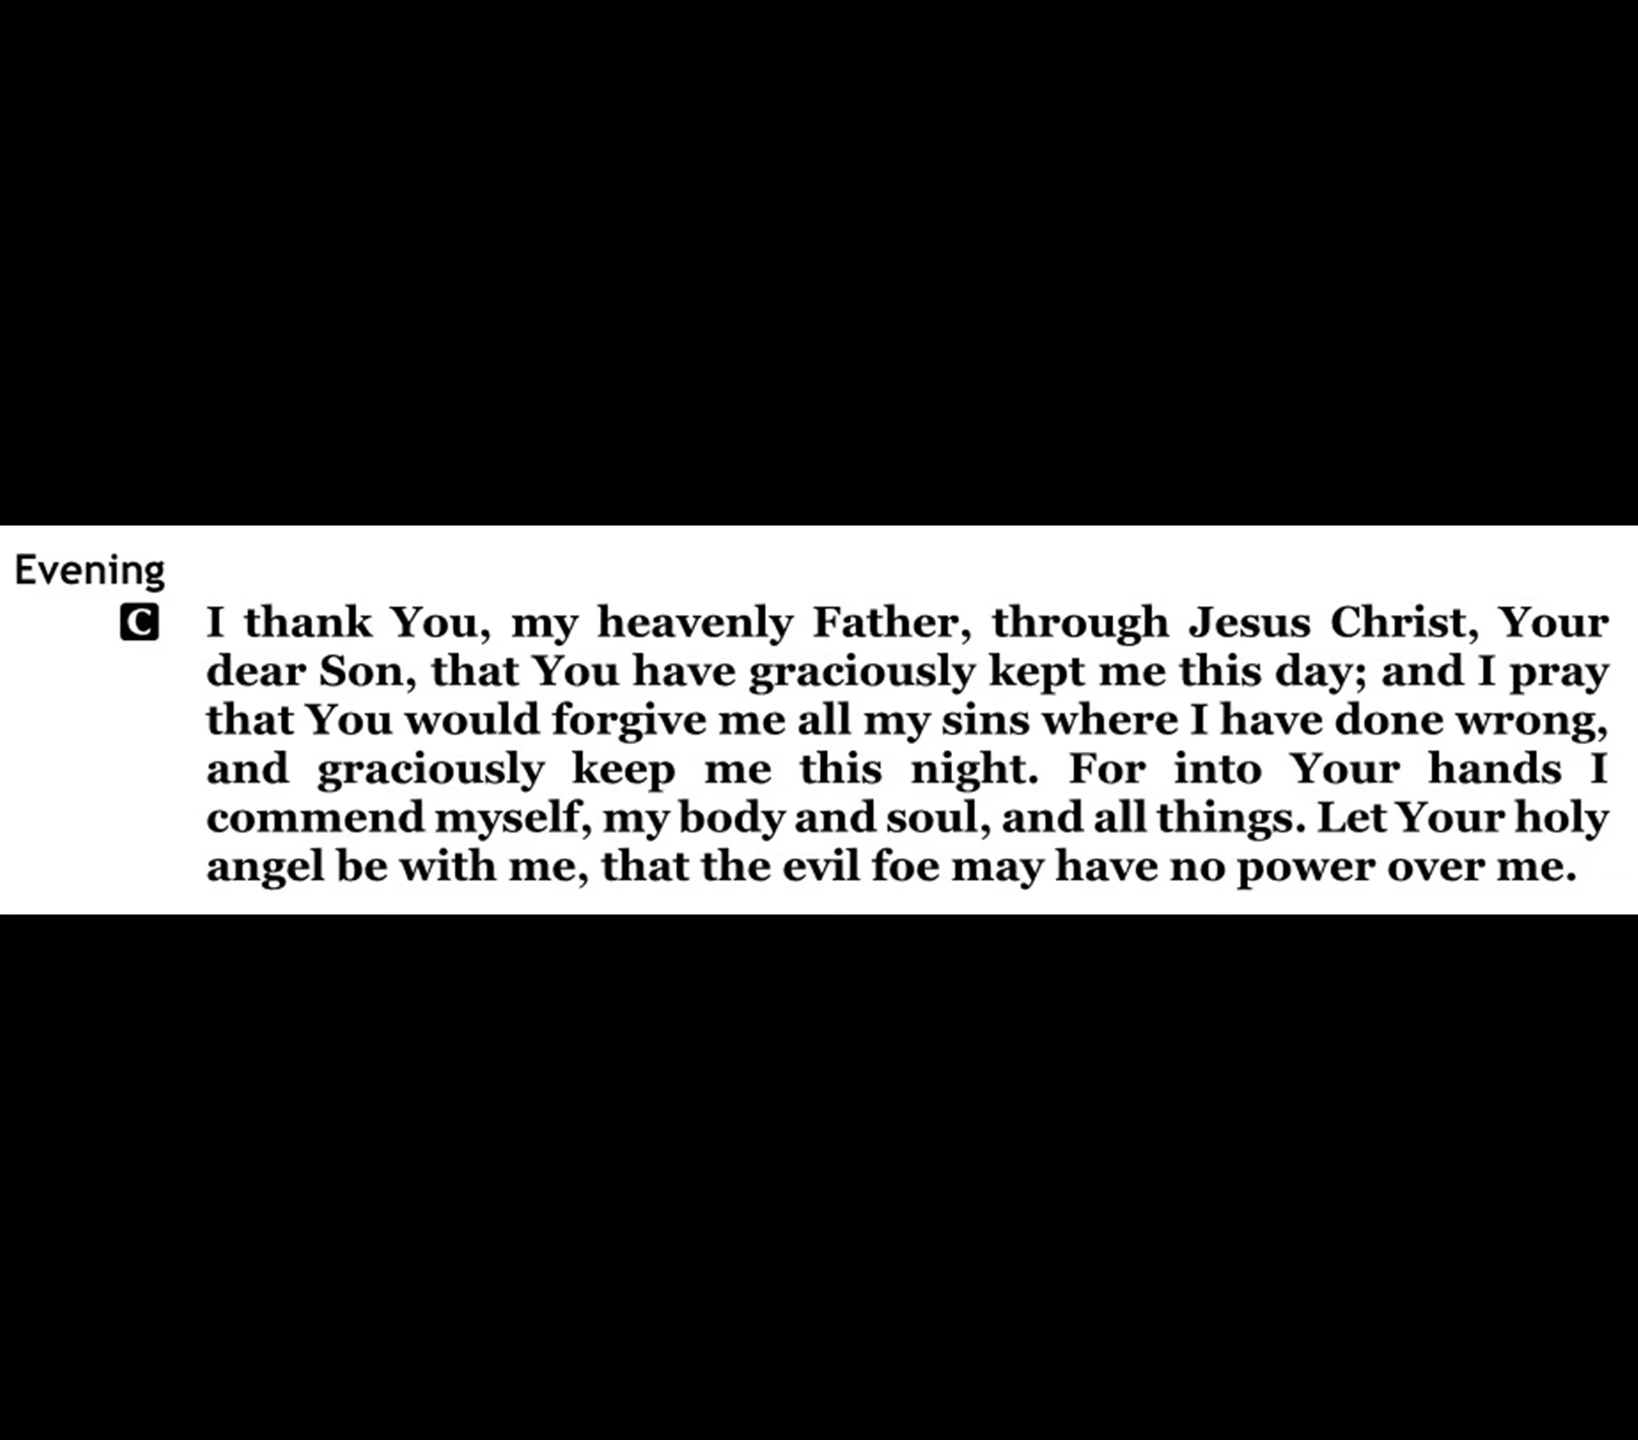 Evening
C I thank You, my heavenly Father, through Jesus Christ, Your
dear Son, that You have graciously kept me this day; and I pray
that You would forgive me all my sins where I have done wrong,
and graciously keep me this night. For into Your hands I
commend myself, my body and soul, and all things. Let Your holy
angel be with me, that the evil foe may have no power over me.